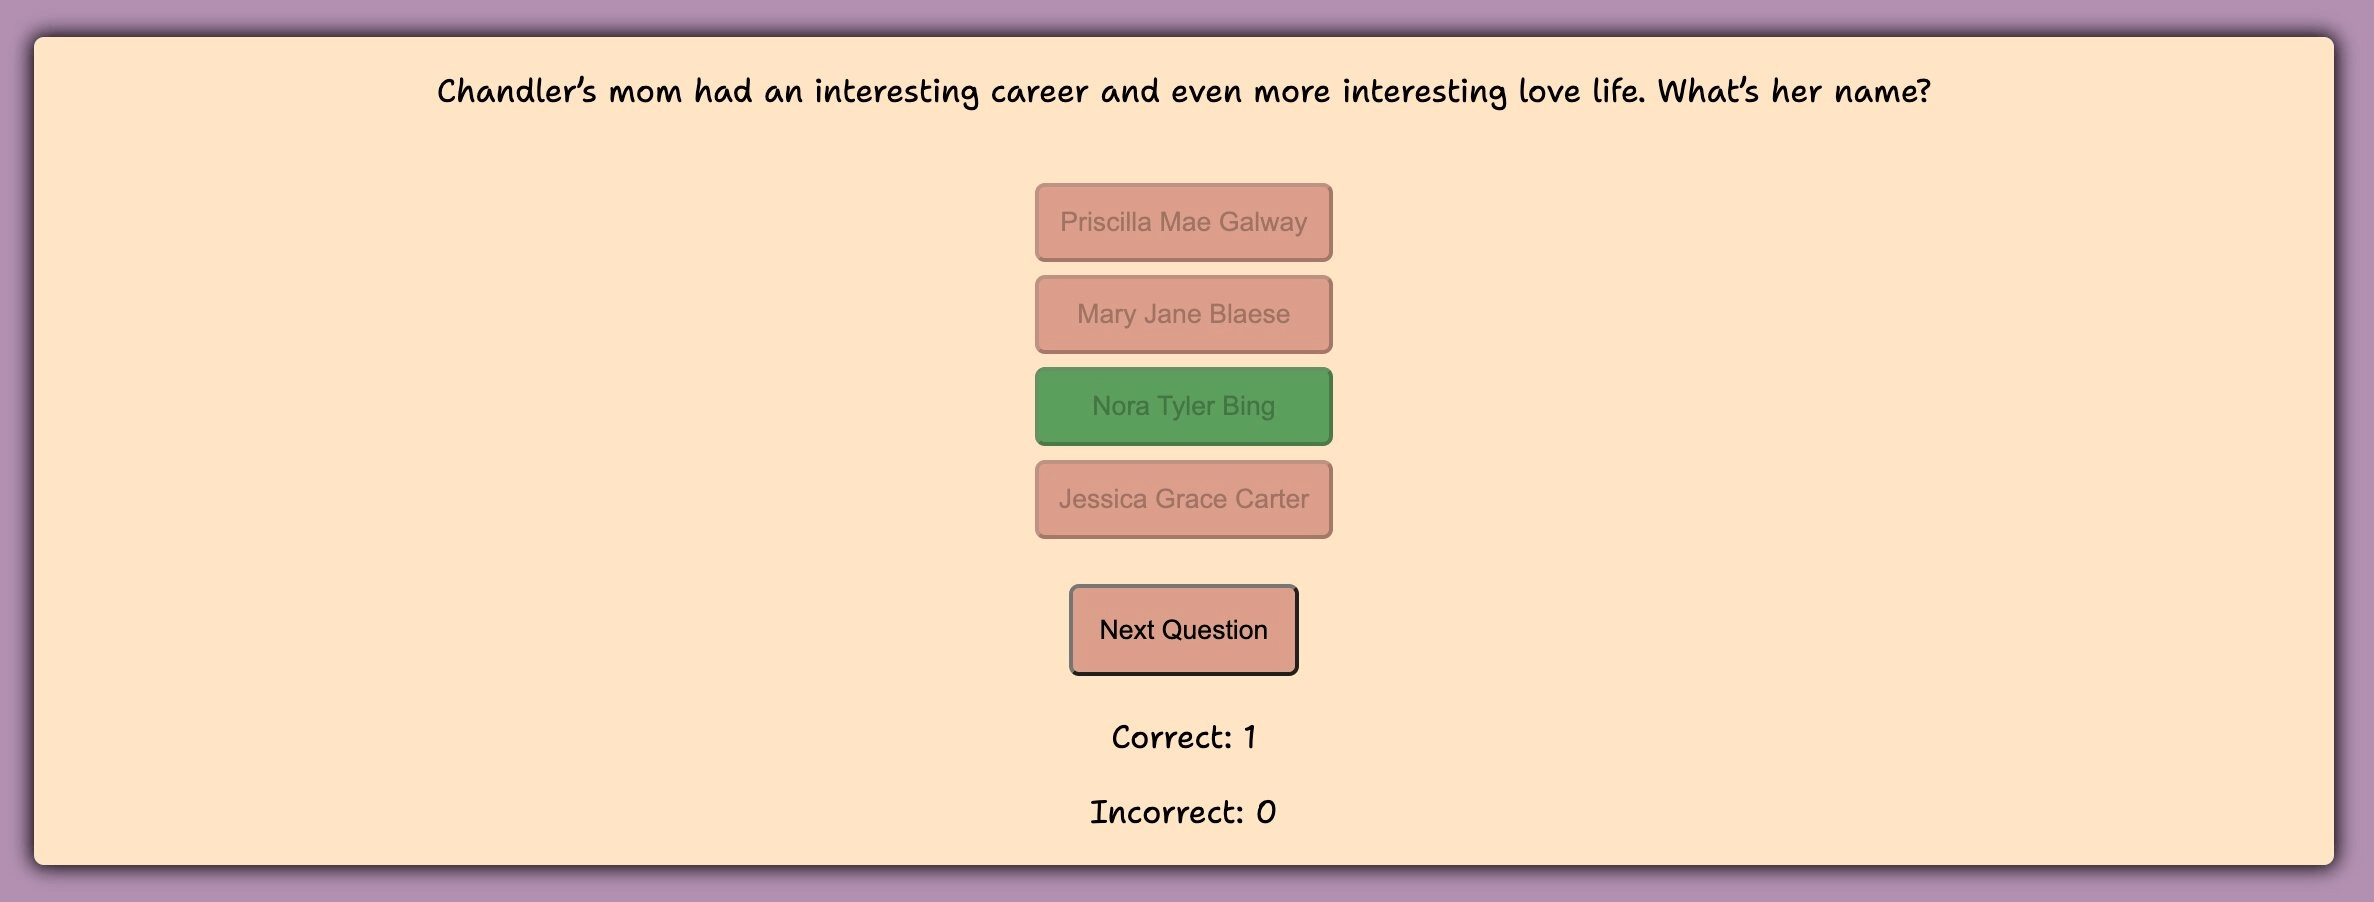 Chandler’s mom had an interesting career and even more interesting love life. What’s her name?
Priscilla Mae Galway
Mary Jane Blaese
Nora Tyler Bing
Jessica Grace Carter
Next Question
Correct: 1
Incorrect: 0